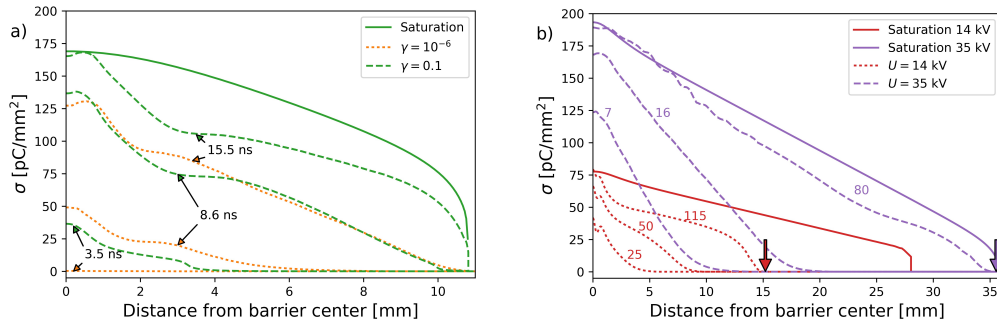 a)
σ [pC/mm²]
200
175
150
125
100
75
50
25
0
Saturation
γ = 10⁻⁶
γ = 0.1
15.5 ns
8.6 ns
3.5 ns
0 2 4 6 8 10
Distance from barrier center [mm]
b)
σ [pC/mm²]
200
175
150
125
100
75
50
25
0
Saturation 14 kV
Saturation 35 kV
U = 14 kV
U = 35 kV
7
16
80
115
50
25
0 5 10 15 20 25 30 35
Distance from barrier center [mm]